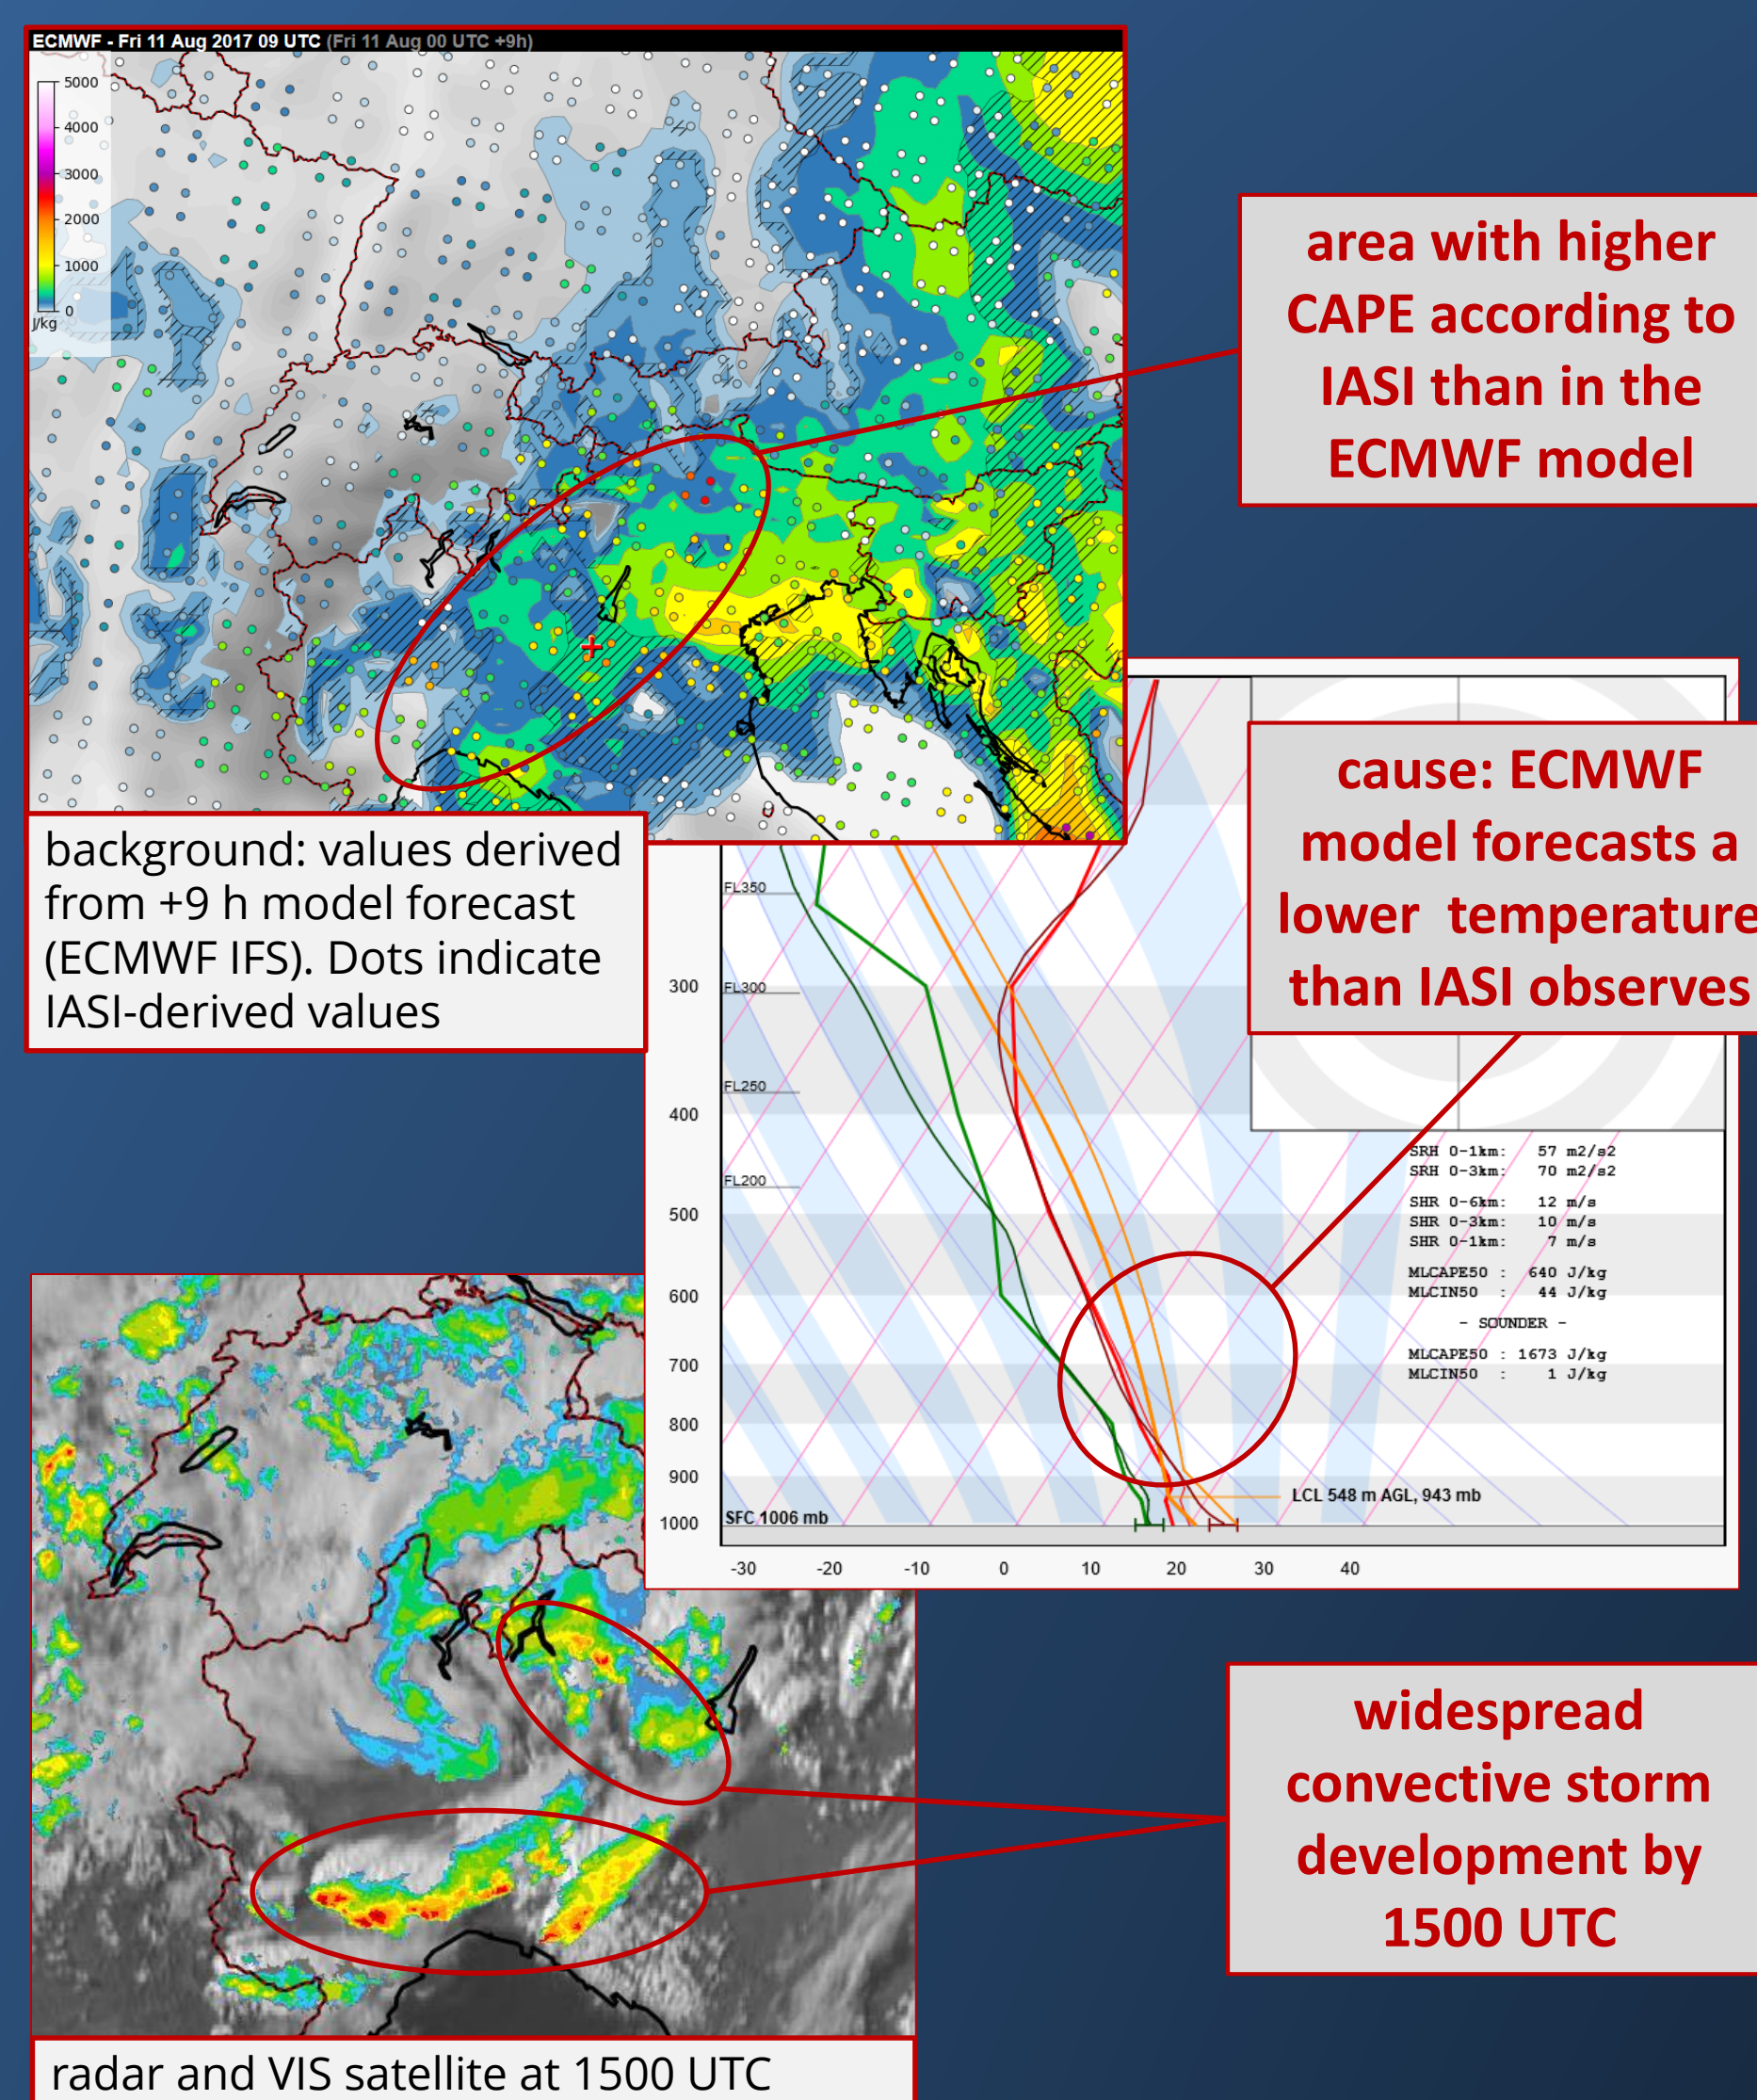 ECMWF - Fri 11 Aug 2017 09 UTC (Fri 11 Aug 00 UTC +9h)
5000
4000
3000
2000
1000
0
J/kg
area with higher
CAPE according to
IASI than in the
ECMWF model
background: values derived
from +9 h model forecast
(ECMWF IFS). Dots indicate
IASI-derived values
cause: ECMWF
model forecasts a
lower temperature
than IASI observes
FL350
300
FL300
FL250
400
FL200
500
600
700
800
900
1000
SFC 1006 mb
-30 -20 -10 0 10 20 30 40
SRH 0-1km: 57 m2/s2
SRH 0-3km: 70 m2/s2
SHR 0-6km: 12 m/s
SHR 0-3km: 10 m/s
SHR 0-1km: 7 m/s
MLCAPE50 : 640 J/kg
MLCIN50 : 44 J/kg
- SOUNDER -
MLCAPE50 : 1673 J/kg
MLCIN50 : 1 J/kg
LCL 548 m AGL, 943 mb
widespread
convective storm
development by
1500 UTC
radar and VIS satellite at 1500 UTC